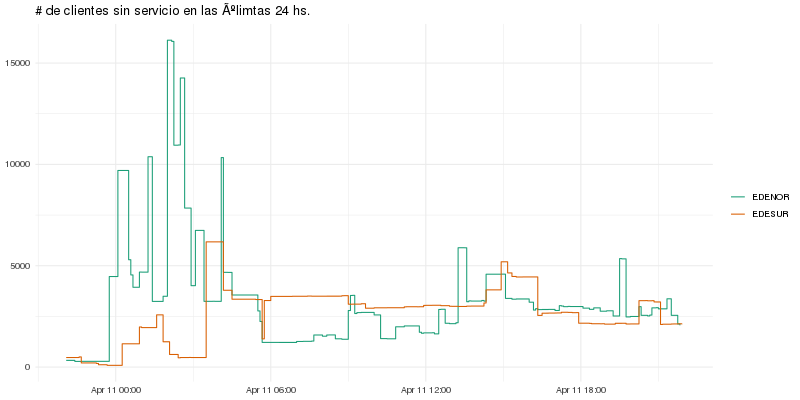 # de clientes sin servicio en las Ãºlimtas 24 hs.
15000
10000
5000
0
Apr 11 00:00
Apr 11 06:00
Apr 11 12:00
Apr 11 18:00
EDENOR
EDESUR